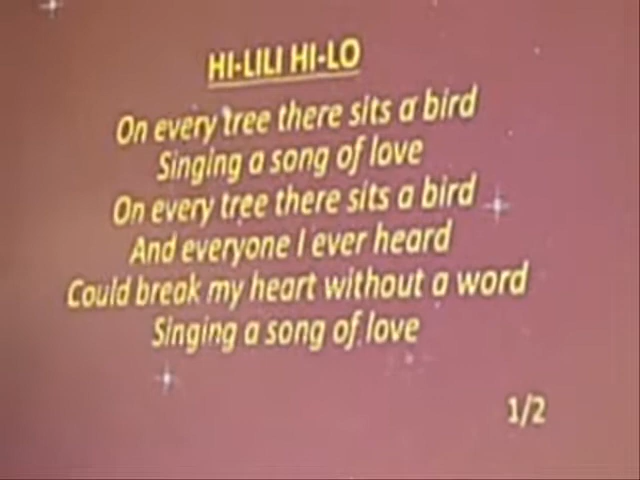 HI-LILI HI-LO
On every tree there sits a bird
Singing a song of love
On every tree there sits a bird
And everyone I ever heard
Could break my heart without a word
Singing a song of love
1/2